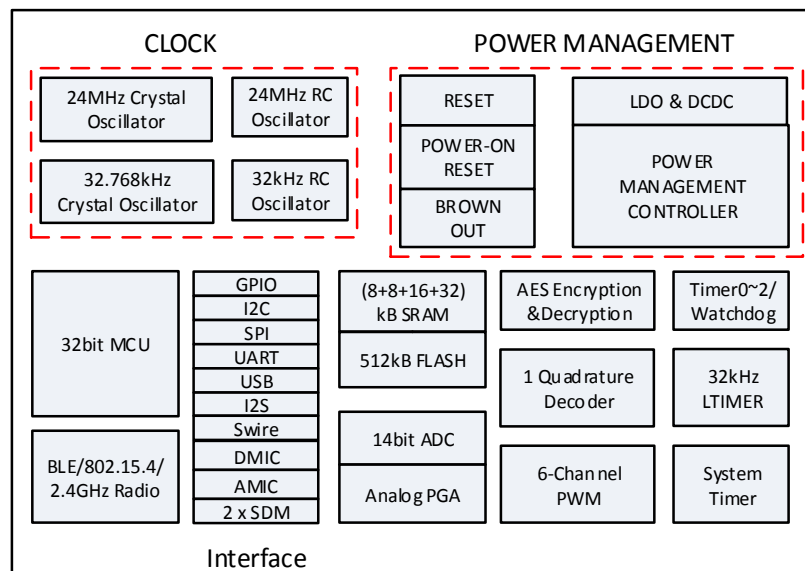 CLOCK
24MHz Crystal
Oscillator
24MHz RC
Oscillator
32.768kHz
Crystal Oscillator
32kHz RC
Oscillator
POWER MANAGEMENT
RESET
POWER-ON
RESET
BROWN
OUT
LDO & DCDC
POWER
MANAGEMENT
CONTROLLER
32bit MCU
BLE/802.15.4/
2.4GHz Radio
GPIO
I2C
SPI
UART
USB
I2S
Swire
DMIC
AMIC
2 x SDM
Interface
(8+8+16+32)
kB SRAM
512kB FLASH
14bit ADC
Analog PGA
AES Encryption
&Decryption
1 Quadrature
Decoder
6-Channel
PWM
Timer0~2/
Watchdog
32kHz
LTIMER
System
Timer